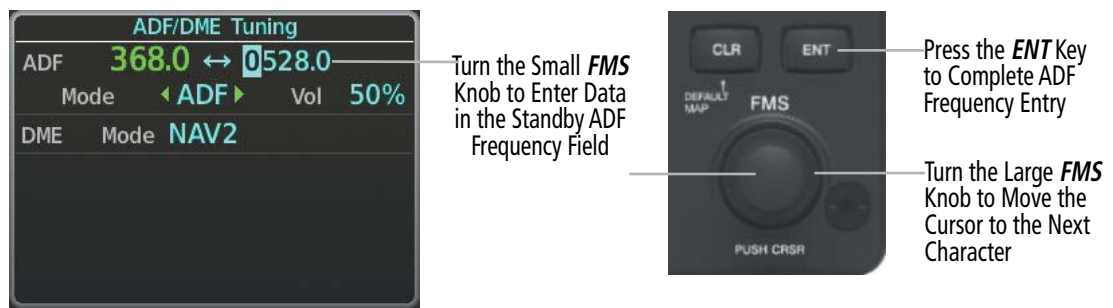 ADF/DME Tuning
ADF 368.0 ↔ 0528.0
Mode ADF Vol 50%
DME Mode NAV2
Turn the Small FMS
Knob to Enter Data
in the Standby ADF
Frequency Field
CLR ENT
DEFAULT
MAP
FMS
PUSH CRSR
Press the ENT Key
to Complete ADF
Frequency Entry
Turn the Large FMS
Knob to Move the
Cursor to the Next
Character